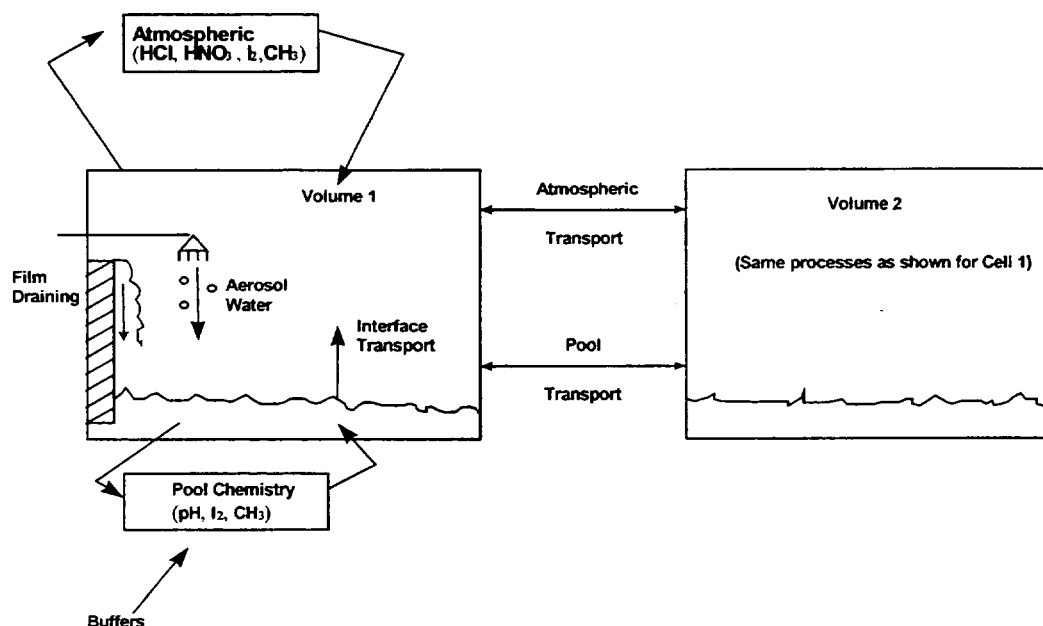 Atmospheric
(HCl, HNO₃, I₂, CH₃)
Volume 1
Atmospheric
Transport
Volume 2
(Same processes as shown for Cell 1)
Film
Draining
Aerosol
Water
Interface
Transport
Pool
Transport
Pool Chemistry
(pH, I₂, CH₃)
Buffers